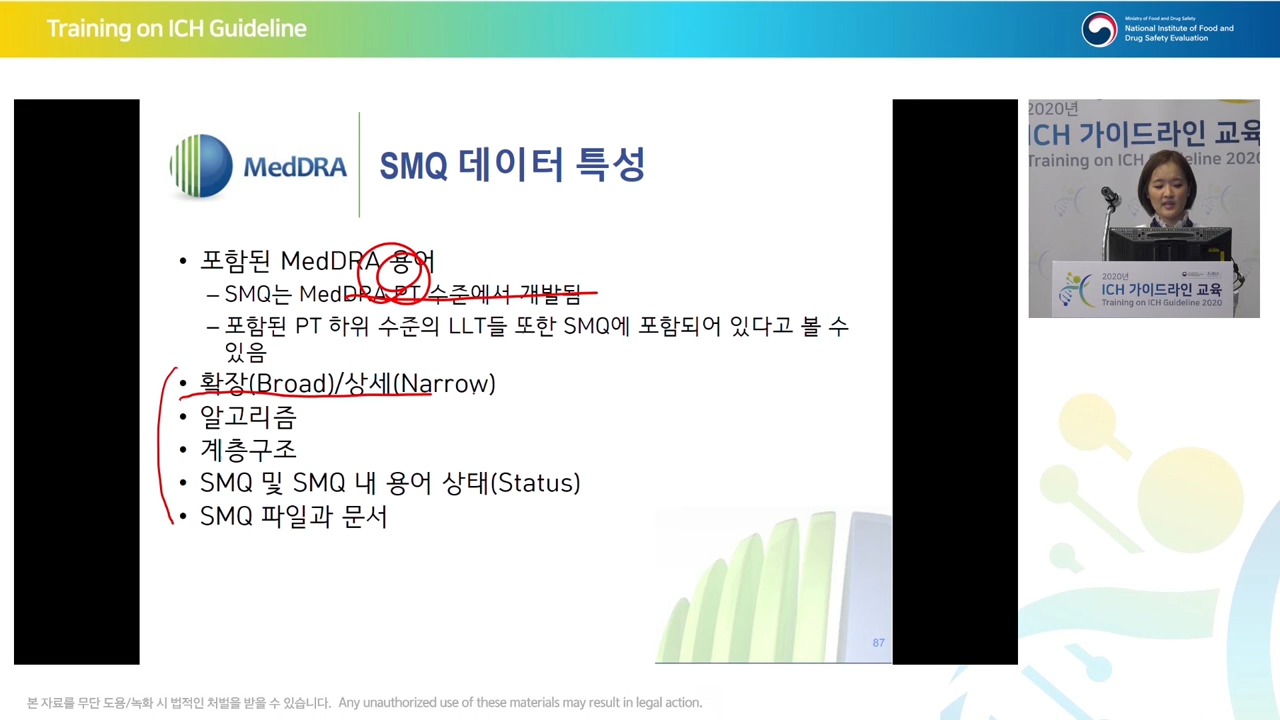 Training on ICH Guideline
Ministry of Food and Drug Safety
National Institute of Food and
Drug Safety Evaluation
MedDRA
SMQ 데이터 특성
• 포함된 MedDRA 용어
– SMQ는 MedDRA PT 수준에서 개발됨
– 포함된 PT 하위 수준의 LLT들 또한 SMQ에 포함되어 있다고 볼 수
있음
• 확장(Broad)/상세(Narrow)
• 알고리즘
• 계층구조
• SMQ 및 SMQ 내 용어 상태(Status)
• SMQ 파일과 문서
87
2020년
ICH 가이드라인 교육
Training on ICH Guideline 2020
2020년
ICH 가이드라인 교육
Training on ICH Guideline 2020
본 자료를 무단 도용/녹화 시 법적인 처벌을 받을 수 있습니다. Any unauthorized use of these materials may result in legal action.